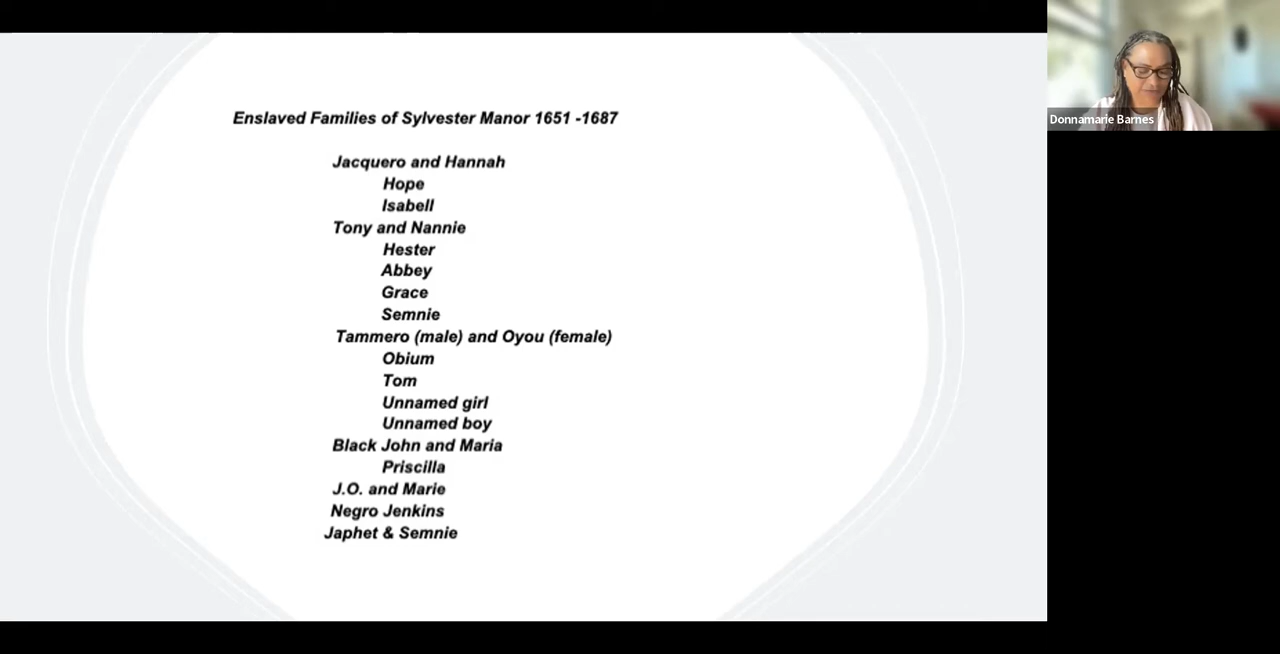 Enslaved Families of Sylvester Manor 1651 -1687
Jacquero and Hannah
Hope
Isabell
Tony and Nannie
Hester
Abbey
Grace
Semnie
Tammero (male) and Oyou (female)
Obium
Tom
Unnamed girl
Unnamed boy
Black John and Maria
Priscilla
J.O. and Marie
Negro Jenkins
Japhet & Semnie
Donnamarie Barnes